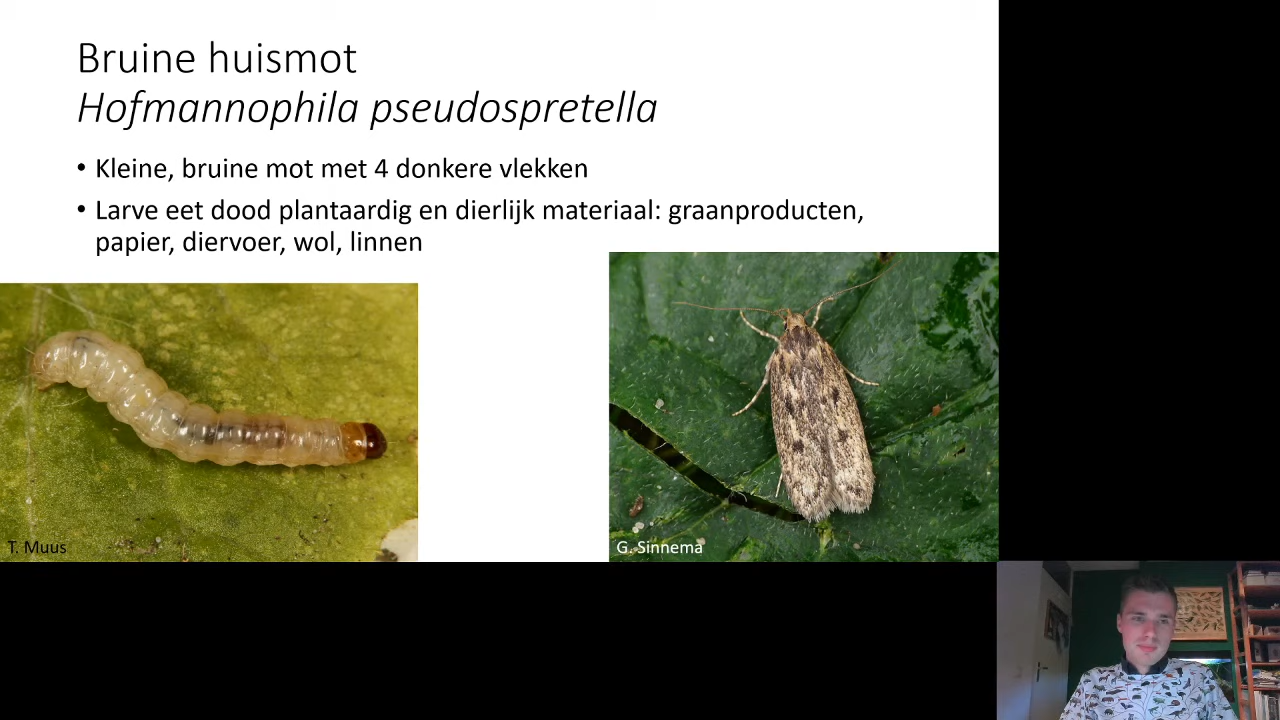 Bruine huismot
Hofmannophila pseudospretella
• Kleine, bruine mot met 4 donkere vlekken
• Larve eet dood plantaardig en dierlijk materiaal: graanproducten,
papier, diervoer, wol, linnen
T. Muus
G. Sinnema